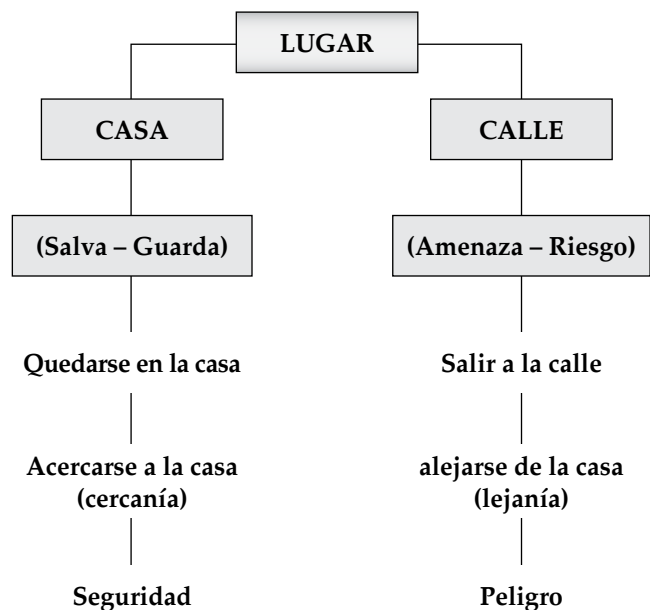 LUGAR
CASA
CALLE
(Salva – Guarda)
(Amenaza – Riesgo)
Quedarse en la casa
Salir a la calle
Acercarse a la casa
(cercanía)
alejarse de la casa
(lejanía)
Seguridad
Peligro